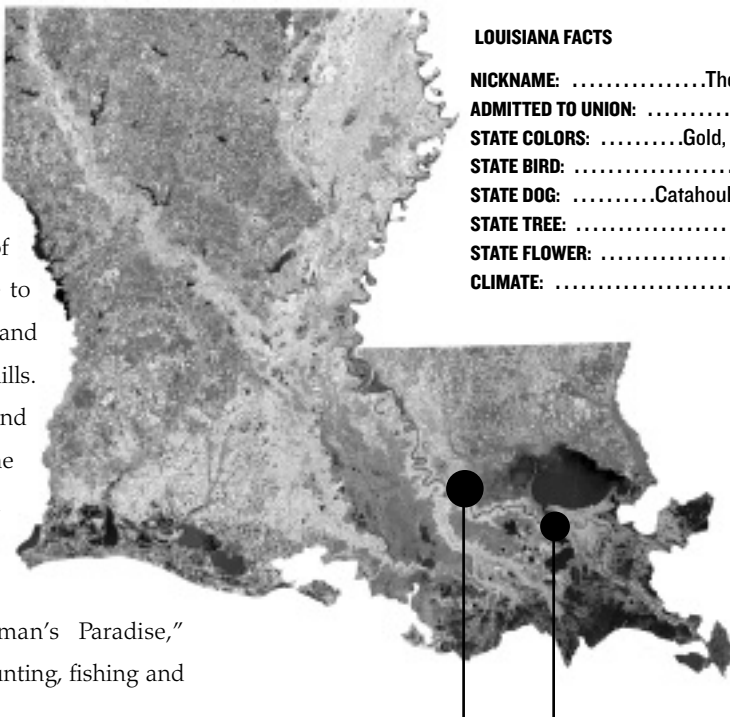 LOUISIANA FACTS
NICKNAME: ................The
ADMITTED TO UNION: ..........
STATE COLORS: ..........Gold,
STATE BIRD: ...................
STATE DOG: ..........Catahoul
STATE TREE: ...................
STATE FLOWER: ................
CLIMATE: ......................
of
to
and
ills.
nd
ne
man's Paradise,"
unting, fishing and